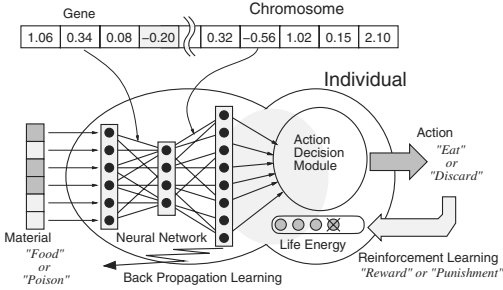 Gene
Chromosome
1.06 0.34 0.08 −0.20 0.32 −0.56 1.02 0.15 2.10
Individual
Action
Decision
Module
Action
"Eat"
or
"Discard"
Material
"Food"
or
"Poison"
Neural Network
Life Energy
Back Propagation Learning
Reinforcement Learning
"Reward" or "Punishment"